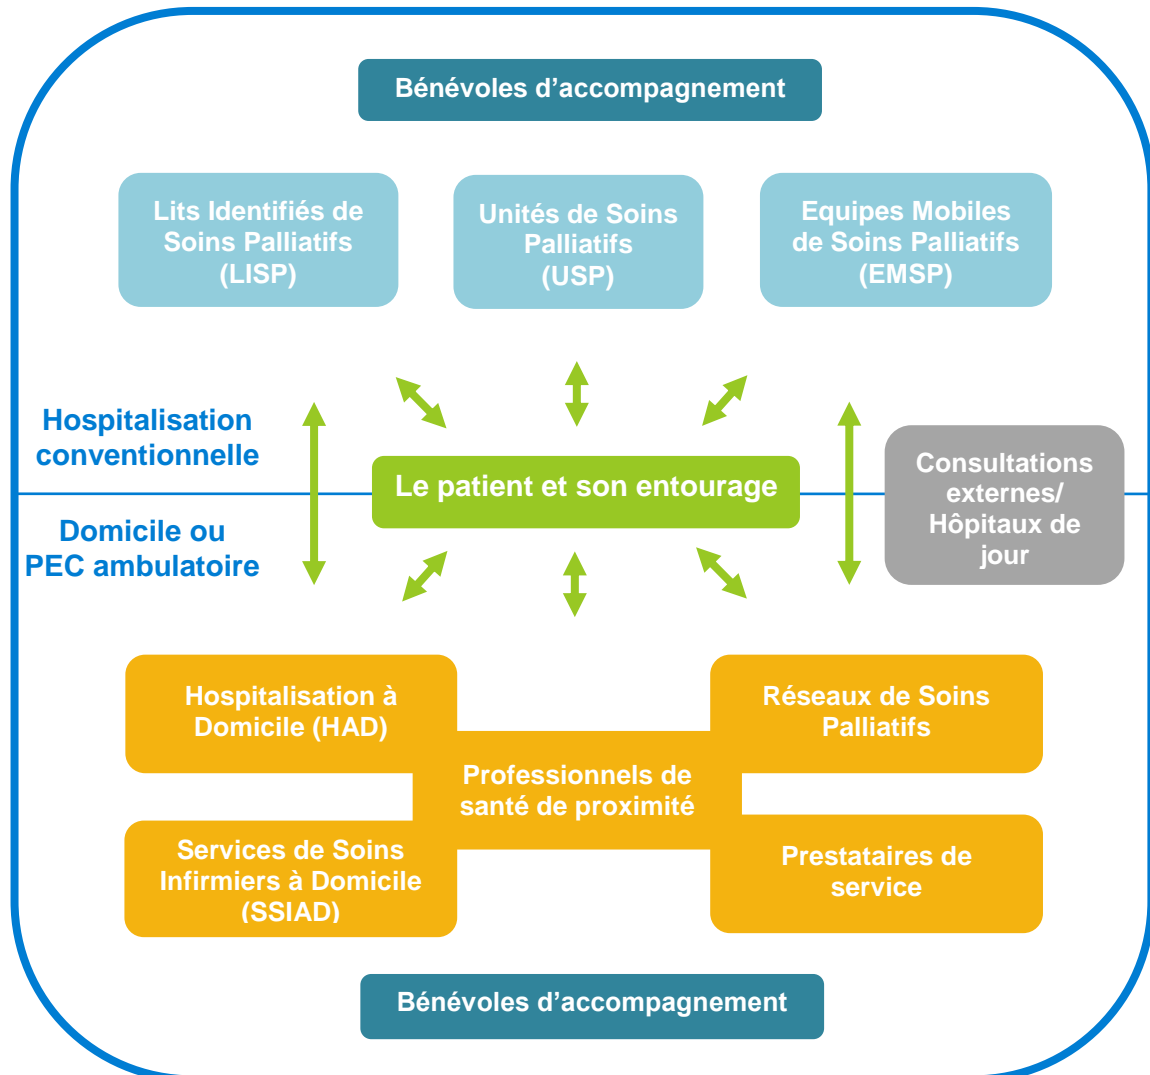 Bénévoles d’accompagnement
Lits Identifiés de
Soins Palliatifs
(LISP)
Unités de Soins
Palliatifs
(USP)
Equipes Mobiles
de Soins Palliatifs
(EMSP)
Hospitalisation
conventionnelle
Le patient et son entourage
Consultations
externes/
Hôpitaux de
jour
Domicile ou
PEC ambulatoire
Hospitalisation à
Domicile (HAD)
Réseaux de Soins
Palliatifs
Professionnels de
santé de proximité
Services de Soins
Infirmiers à Domicile
(SSIAD)
Prestataires de
service
Bénévoles d’accompagnement